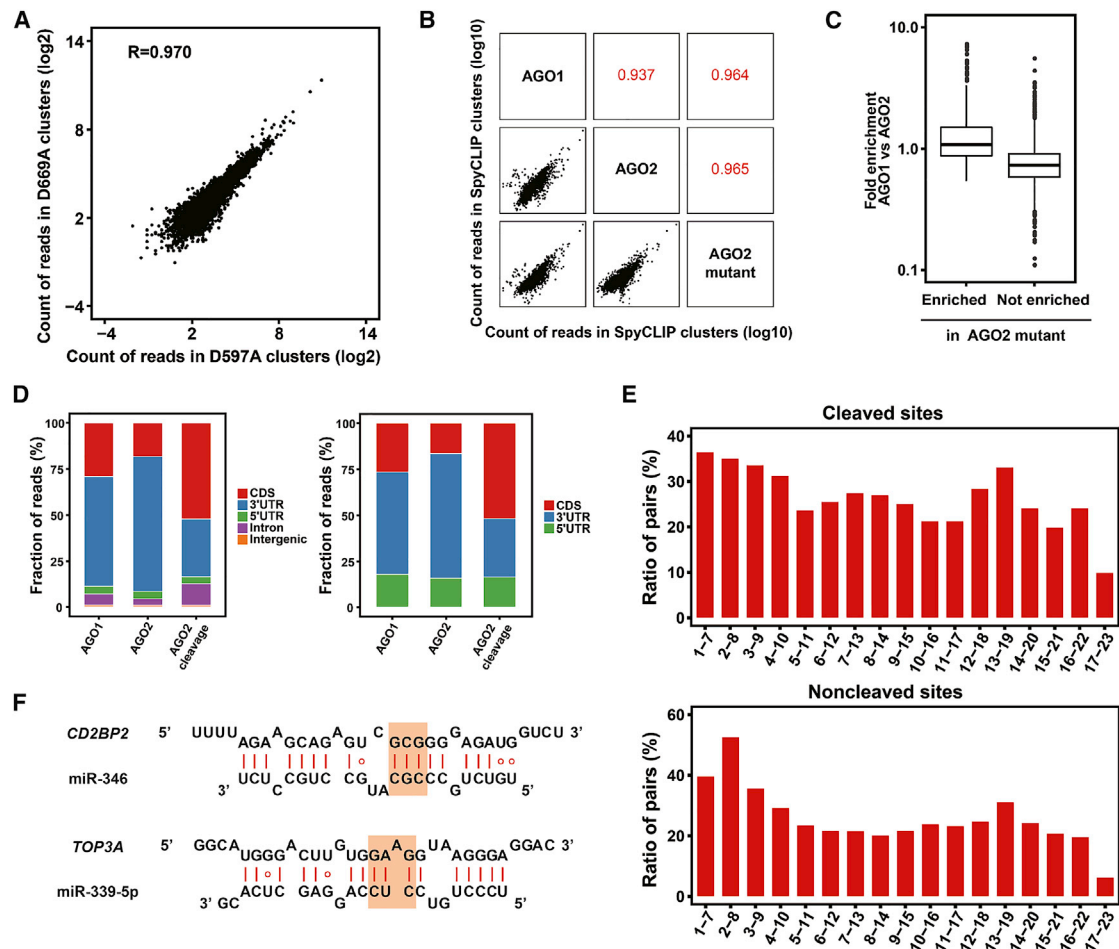 A
Count of reads in D669A clusters (log2)
14
8
2
−4
R=0.970
−4 2 8 14
Count of reads in D597A clusters (log2)
B
Count of reads in SpyCLIP clusters (log10)
AGO1 0.937 0.964
AGO2 0.965
AGO2
mutant
Count of reads in SpyCLIP clusters (log10)
C
Fold enrichment
AGO1 vs AGO2
10.0
1.0
0.1
Enriched Not enriched
in AGO2 mutant
D
Fraction of reads (%)
100
75
50
25
0
AGO1
AGO2
AGO2
cleavage
CDS
3'UTR
5'UTR
Intron
Intergenic
Fraction of reads (%)
100
75
50
25
0
AGO1
AGO2
AGO2
cleavage
CDS
3'UTR
5'UTR
E
Cleaved sites
Ratio of pairs (%)
40
30
20
10
0
1–7 2–8 3–9 4–10 5–11 6–12 7–13 8–14 9–15 10–16 11–17 12–18 13–19 14–20 15–21 16–22 17–23
Noncleaved sites
Ratio of pairs (%)
60
40
20
0
1–7 2–8 3–9 4–10 5–11 6–12 7–13 8–14 9–15 10–16 11–17 12–18 13–19 14–20 15–21 16–22 17–23
F
CD2BP2 5' UUUU AGA A GCAG A GU C GCGGG G AGA UG GUCU 3'
miR-346 3' UCU C CGUC CG UA CGCCC G UCUGU 5'
TOP3A 5' GGCA UGGG A CUU G UGGA A GG UA AGGGA GGAC 3'
miR-339-5p 3' GC ACUC GAG G ACCU C CC UG UCCCU 5'